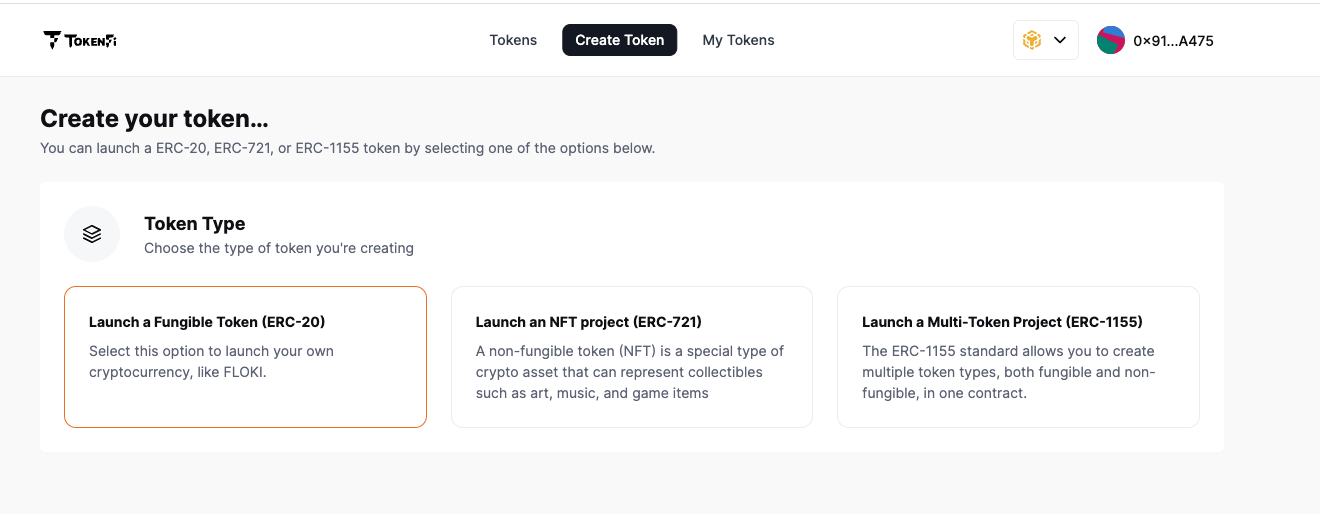 TOKENFI
Tokens
Create Token
My Tokens
0x91...A475
Create your token...
You can launch a ERC-20, ERC-721, or ERC-1155 token by selecting one of the options below.
Token Type
Choose the type of token you're creating
Launch a Fungible Token (ERC-20)
Select this option to launch your own
cryptocurrency, like FLOKI.
Launch an NFT project (ERC-721)
A non-fungible token (NFT) is a special type of
crypto asset that can represent collectibles
such as art, music, and game items
Launch a Multi-Token Project (ERC-1155)
The ERC-1155 standard allows you to create
multiple token types, both fungible and non-
fungible, in one contract.